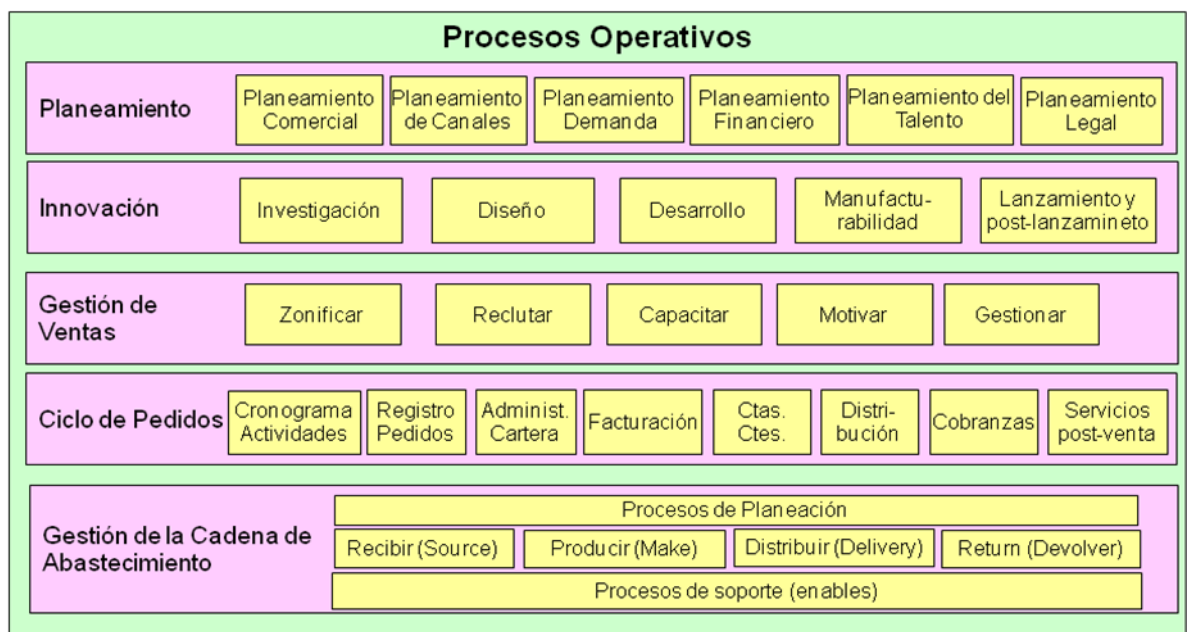 Procesos Operativos
Planeamiento
Planeamiento
Comercial
Planeamiento
de Canales
Planeamiento
Demanda
Planeamiento
Financiero
Planeamiento del
Talento
Planeamiento
Legal
Innovación
Investigación
Diseño
Desarrollo
Manufactu-
rabilidad
Lanzamiento y
post-lanzamineto
Gestión de
Ventas
Zonificar
Reclutar
Capacitar
Motivar
Gestionar
Ciclo de Pedidos
Cronograma
Actividades
Registro
Pedidos
Administ.
Cartera
Facturación
Ctas.
Ctes.
Distri-
bución
Cobranzas
Servicios
post-venta
Gestión de la Cadena de
Abastecimiento
Procesos de Planeación
Recibir (Source)
Producir (Make)
Distribuir (Delivery)
Return (Devolver)
Procesos de soporte (enables)